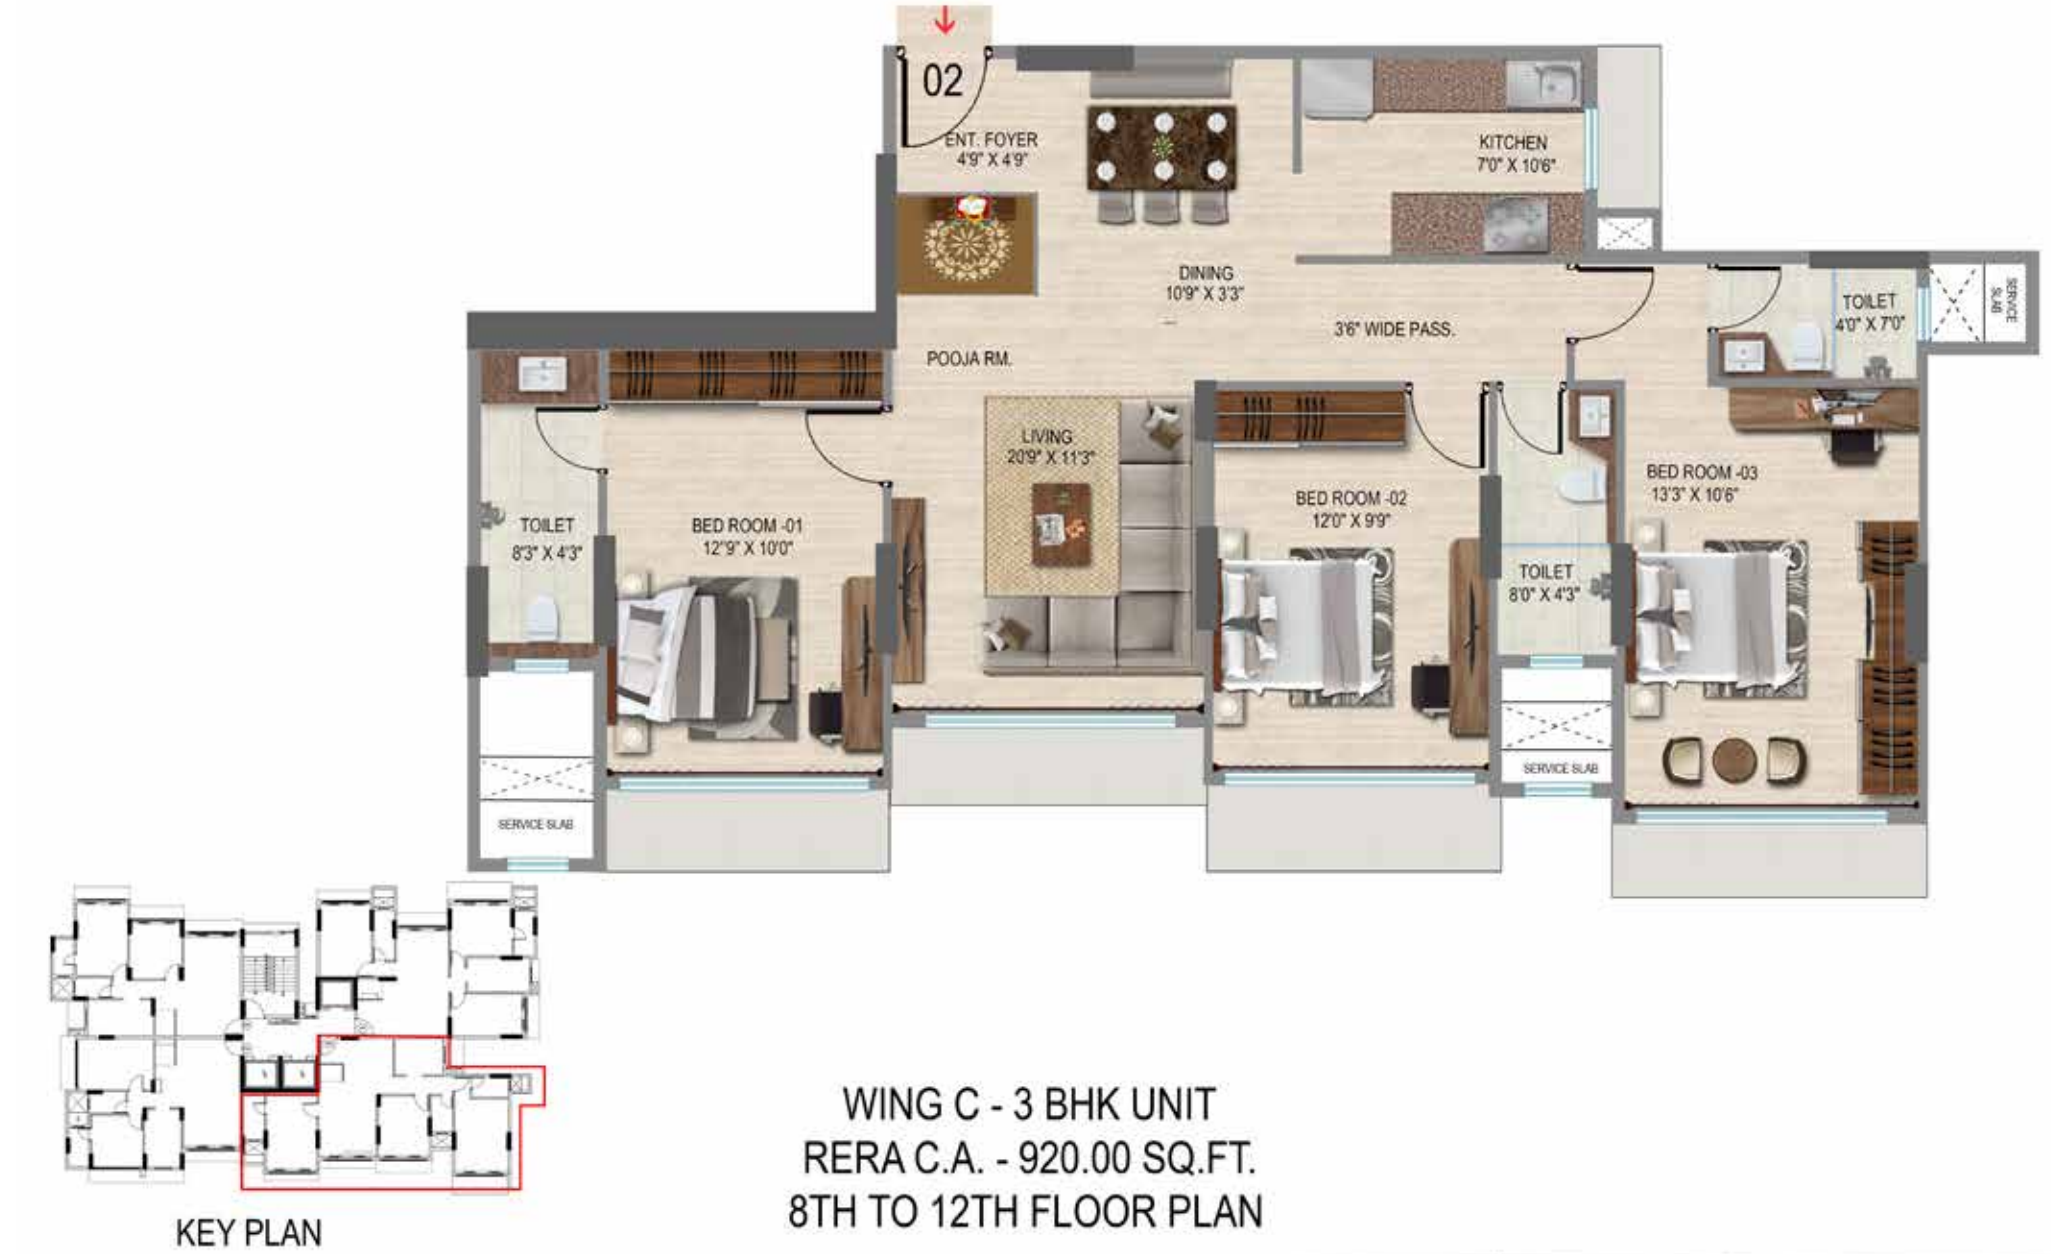 02
ENT. FOYER
4'9" X 4'9"
KITCHEN
7'0" X 10'6"
DINING
10'9" X 3'3"
TOILET
4'0" X 7'0"
SERVICE
SLAB
3'6" WIDE PASS.
POOJA RM.
LIVING
20'9" X 11'3"
BED ROOM -03
13'3" X 10'6"
BED ROOM -02
12'0" X 9'9"
TOILET
8'3" X 4'3"
BED ROOM -01
12'9" X 10'0"
TOILET
8'0" X 4'3"
SERVICE SLAB
SERVICE SLAB
WING C - 3 BHK UNIT
RERA C.A. - 920.00 SQ.FT.
8TH TO 12TH FLOOR PLAN
KEY PLAN